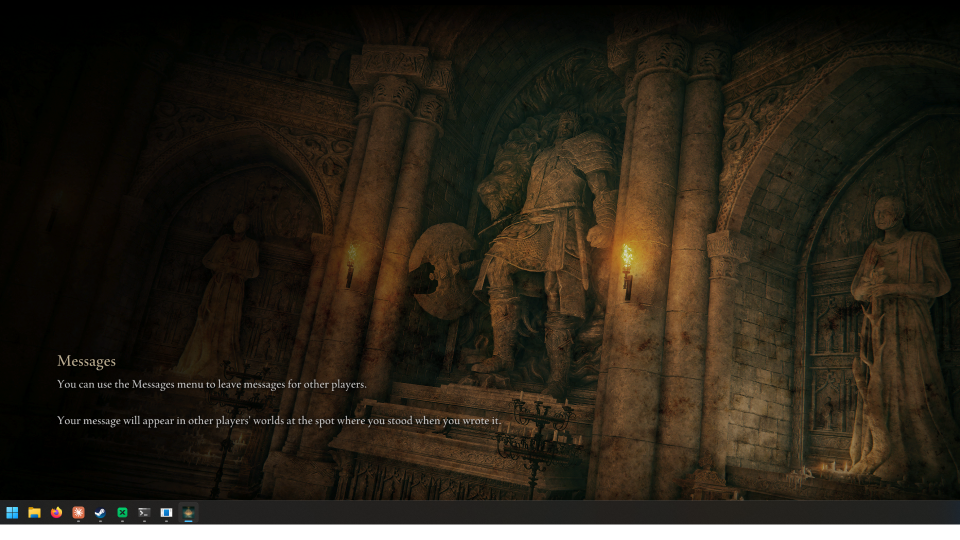 Messages
You can use the Messages menu to leave messages for other players.
Your message will appear in other players' worlds at the spot where you stood when you wrote it.